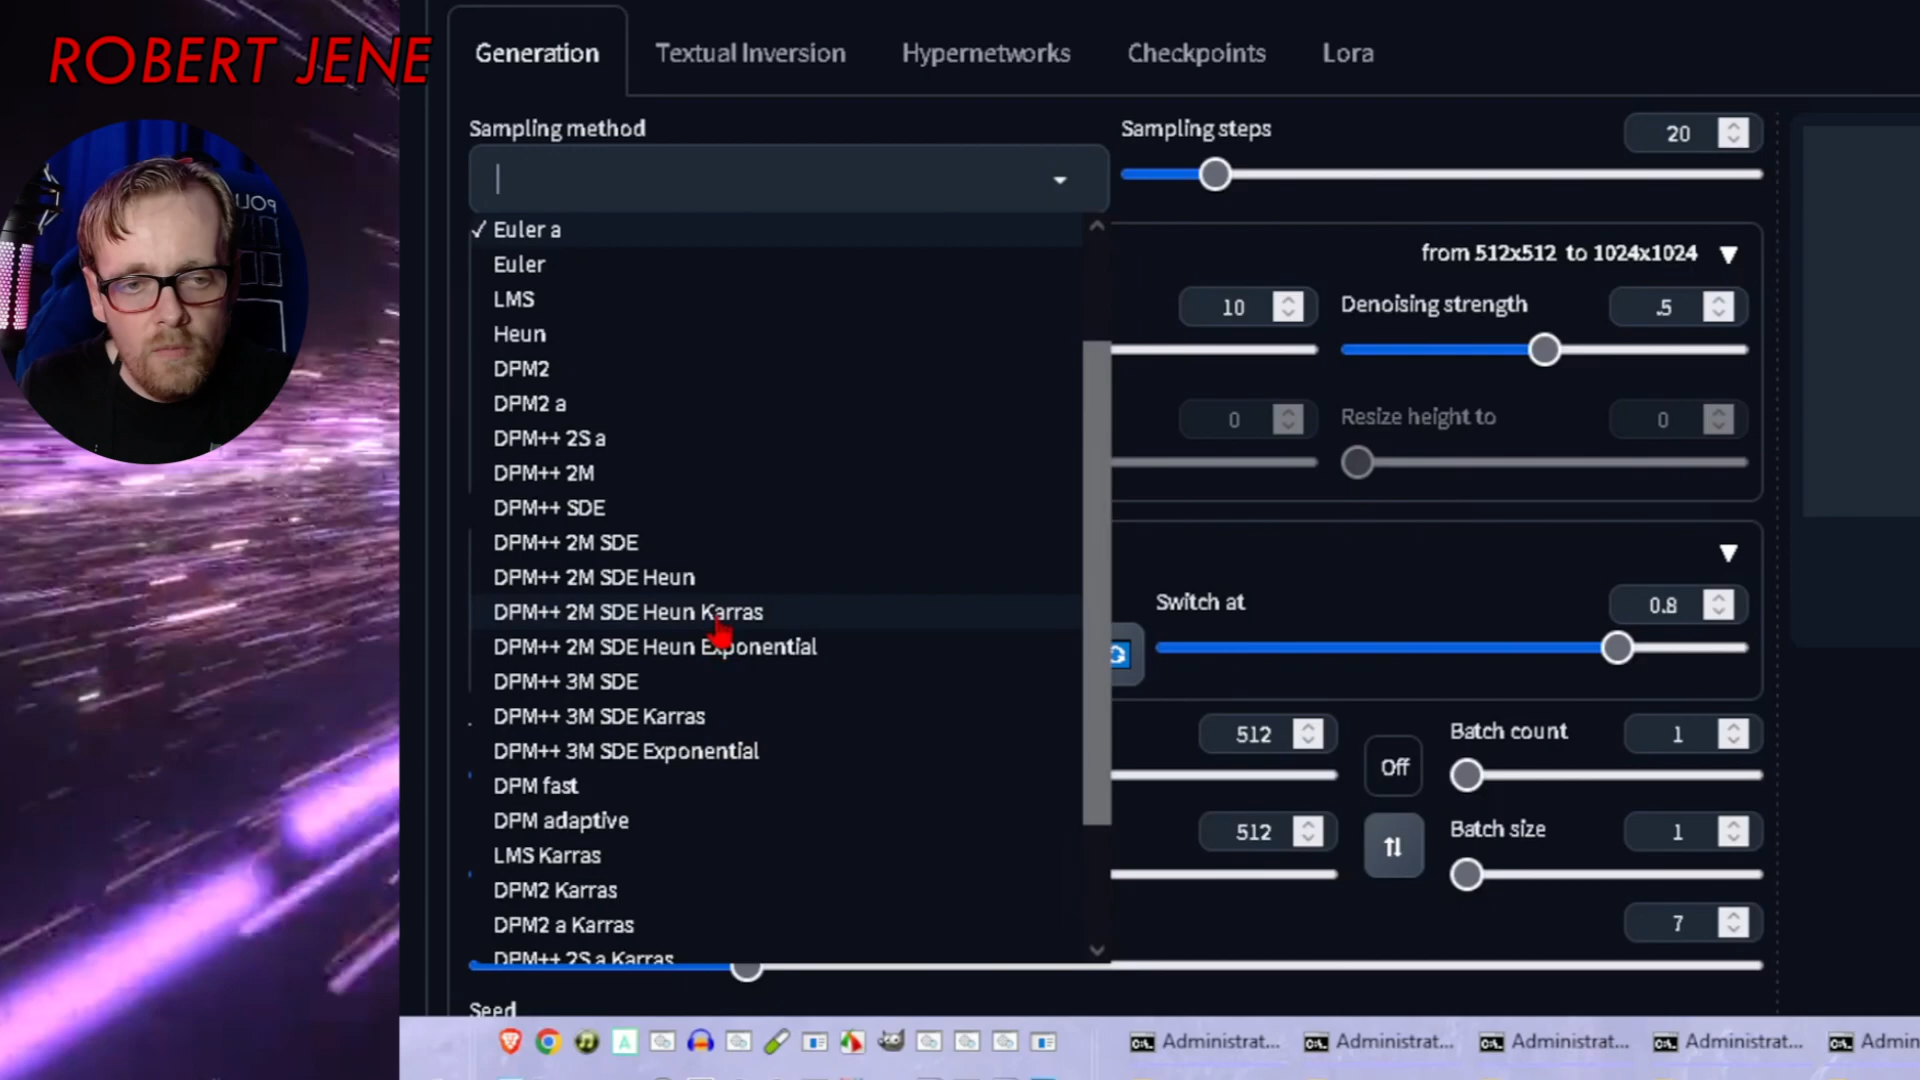 ROBERT JENE
Generation
Textual Inversion
Hypernetworks
Checkpoints
Lora
Sampling method
Sampling steps
20
✓ Euler a
Euler
LMS
Heun
DPM2
DPM2 a
DPM++ 2S a
DPM++ 2M
DPM++ SDE
DPM++ 2M SDE
DPM++ 2M SDE Heun
DPM++ 2M SDE Heun Karras
DPM++ 2M SDE Heun Exponential
DPM++ 3M SDE
DPM++ 3M SDE Karras
DPM++ 3M SDE Exponential
DPM fast
DPM adaptive
LMS Karras
DPM2 Karras
DPM2 a Karras
DPM++ 2S a Karras
from 512x512 to 1024x1024
10
Denoising strength
.5
0
Resize height to
0
Switch at
0.8
512
Off
Batch count
1
512
Batch size
1
7
Seed
Administrat...
Administrat...
Administrat...
Administrat...
Admin